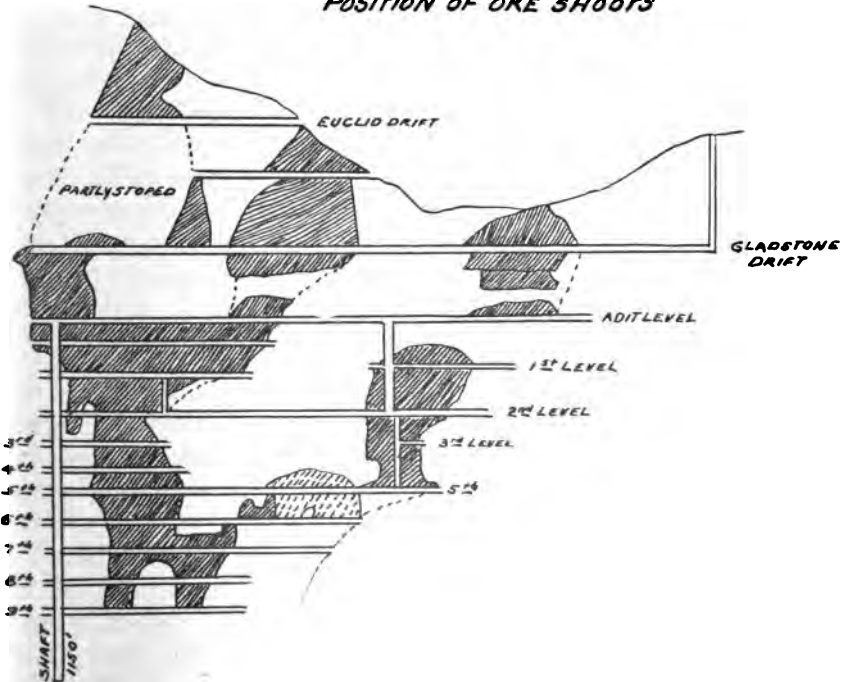 POSITION OF ORE SHOOTS
EUCLID DRIFT
PARTLY STOPED
GLADSTONE
DRIFT
ADIT LEVEL
1ST LEVEL
2nd LEVEL
3rd LEVEL
4th
5th
5th
6th
7th
8th
9th
SHAFT
1150'